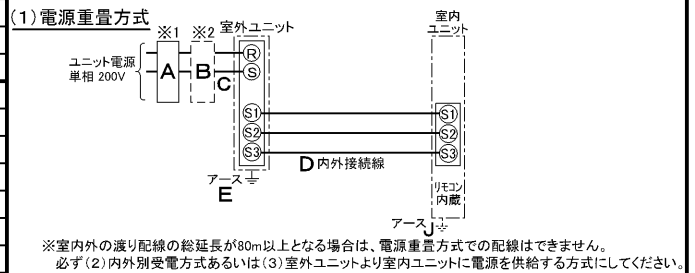 (1)電源重畳方式
※1 ※2 室外ユニット
室内
ユニット
ユニット電源
単相 200V
A
B
C
R
S
S1
S2
S3
S1
S2
S3
D 内外接続線
アース
E
リモコン
内蔵
アース
J
※室内外の渡り配線の総延長が80m以上となる場合は、電源重畳方式での配線はできません。
必ず(2)内外別受電方式あるいは(3)室外ユニットより室内ユニットに電源を供給する方式にしてください。